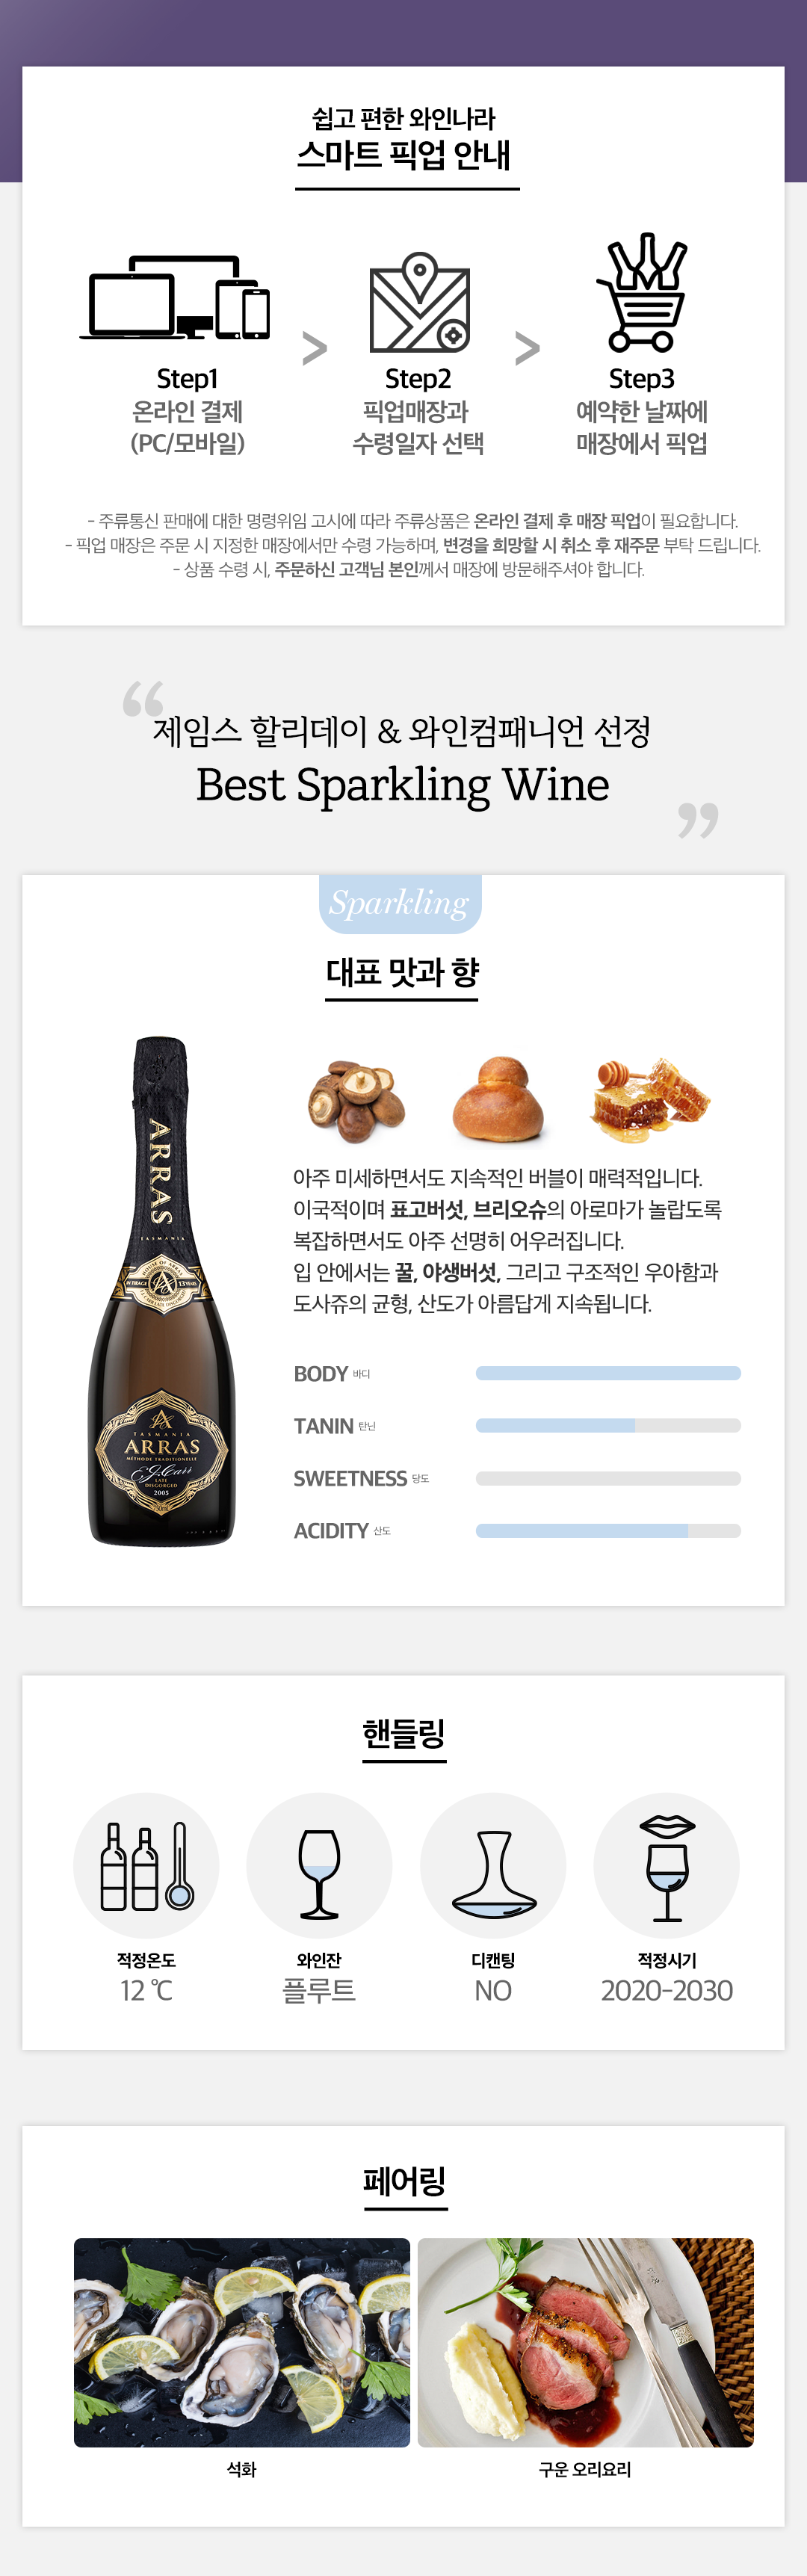 쉽고 편한 와인나라
스마트 픽업 안내
Step1
온라인 결제
(PC/모바일)
>
Step2
픽업매장과
수령일자 선택
>
Step3
예약한 날짜에
매장에서 픽업
- 주류통신 판매에 대한 명령위임 고시에 따라 주류상품은 온라인 결제 후 매장 픽업이 필요합니다.
- 픽업 매장은 주문 시 지정한 매장에서만 수령 가능하며, 변경을 희망할 시 취소 후 재주문 부탁 드립니다.
- 상품 수령 시, 주문하신 고객님 본인께서 매장에 방문해주셔야 합니다.
“제임스 할리데이 & 와인컴패니언 선정
Best Sparkling Wine”
Sparkling
대표 맛과 향
ARRAS
TASMANIA
HOUSE OF ARRAS
13 YEARS
TASMANIA
ARRAS
MÉTHODE TRADITIONELLE
E.J. Carr
LATE
DISGORGED
2005
아주 미세하면서도 지속적인 버블이 매력적입니다.
이국적이며 표고버섯, 브리오슈의 아로마가 놀랍도록
복잡하면서도 아주 선명히 어우러집니다.
입 안에서는 꿀, 야생버섯, 그리고 구조적인 우아함과
도사쥬의 균형, 산도가 아름답게 지속됩니다.
BODY 바디
TANIN 탄닌
SWEETNESS 당도
ACIDITY 산도
핸들링
적정온도
12 ℃
와인잔
플루트
디캔팅
NO
적정시기
2020-2030
페어링
석화
구운 오리요리